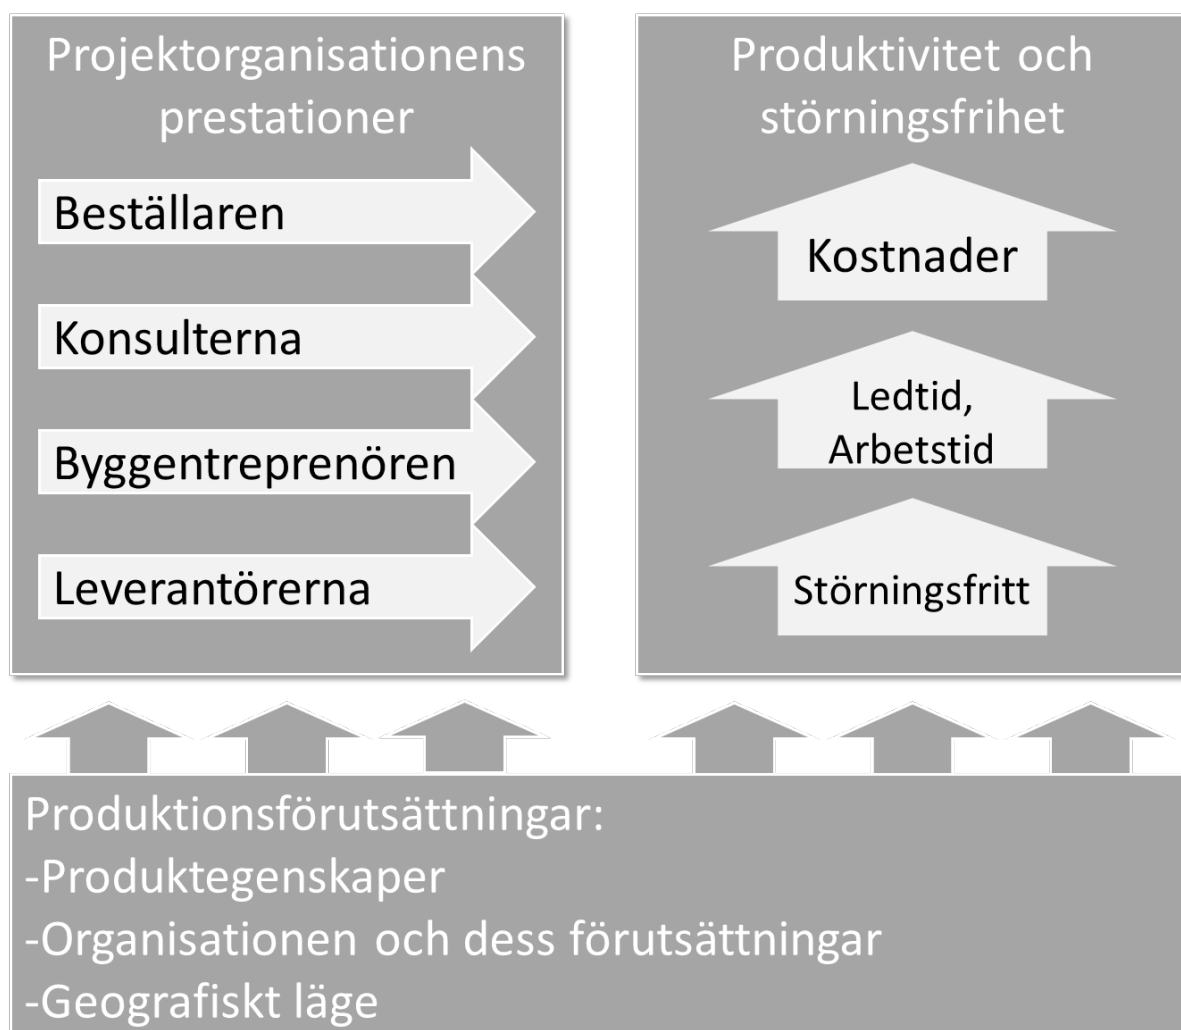 Projektorganisationens
prestationer
Beställaren
Konsulterna
Byggentreprenören
Leverantörerna
Produktivitet och
störningsfrihet
Kostnader
Ledtid,
Arbetstid
Störningsfritt
Produktionsförutsättningar:
-Produktegenskaper
-Organisationen och dess förutsättningar
-Geografiskt läge